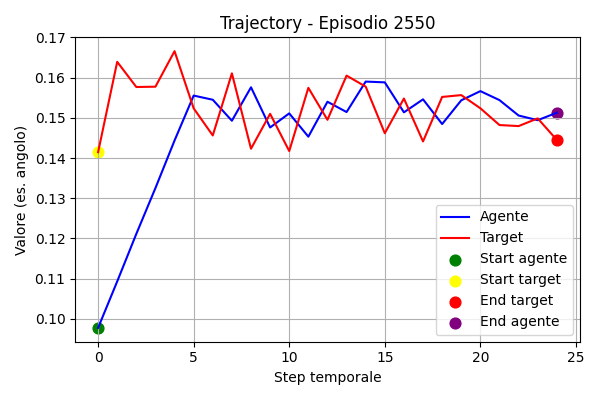 Trajectory - Episodio 2550
Valore (es. angolo)
0.17
0.16
0.15
0.14
0.13
0.12
0.11
0.10
0
5
10
15
20
25
Step temporale
Agente
Target
Start agente
Start target
End target
End agente